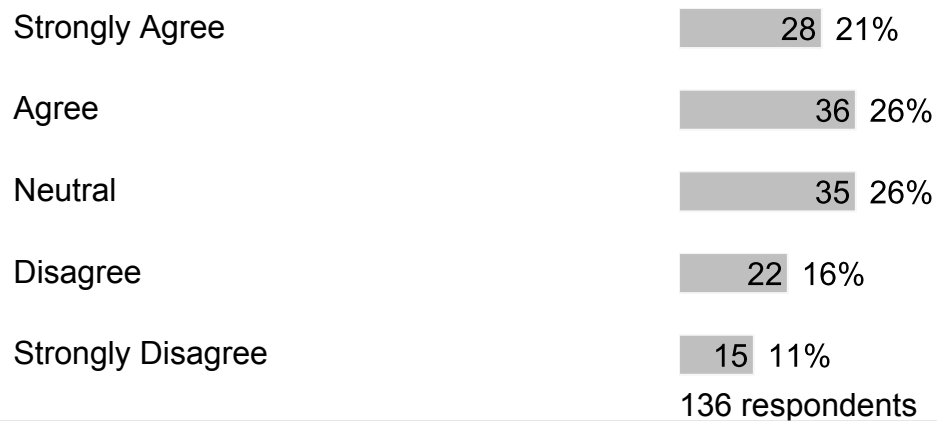 Strongly Agree 28 21%
Agree 36 26%
Neutral 35 26%
Disagree 22 16%
Strongly Disagree 15 11%
136 respondents